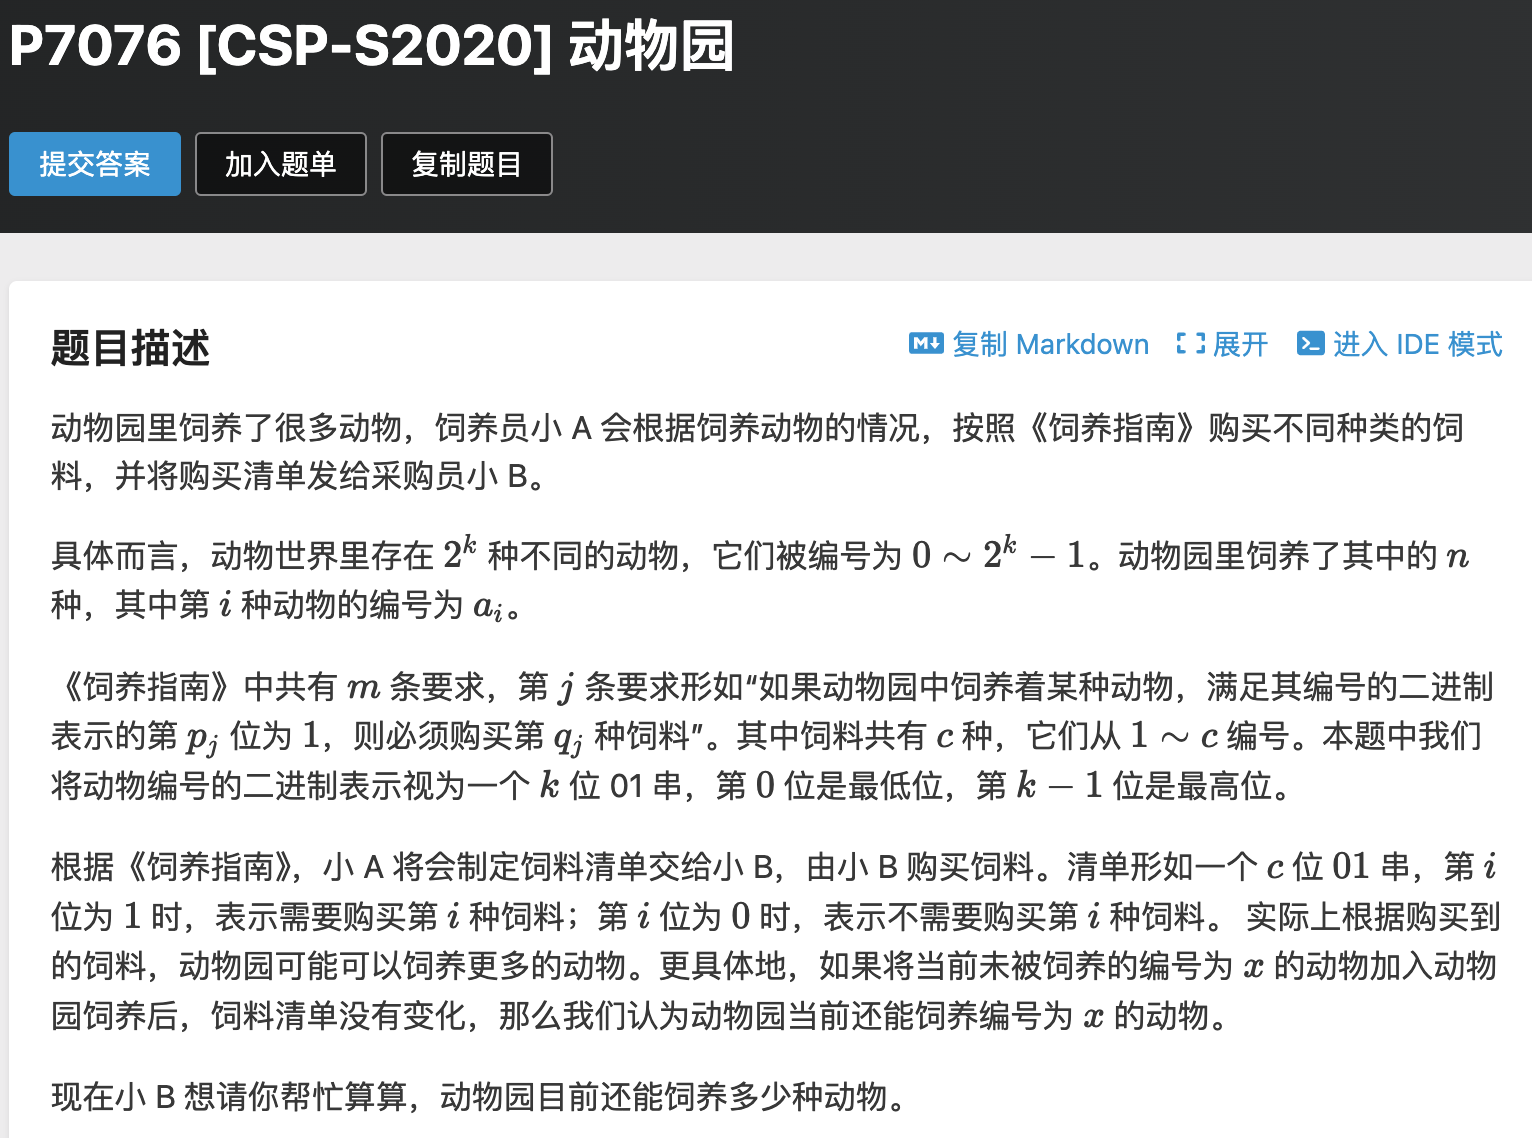 P7076 [CSP-S2020] 动物园
提交答案 加入题单 复制题目
题目描述 M↓ 复制 Markdown 展开 进入 IDE 模式
动物园里饲养了很多动物，饲养员小 A 会根据饲养动物的情况，按照《饲养指南》购买不同种类的饲
料，并将购买清单发给采购员小 B。
具体而言，动物世界里存在 2^k 种不同的动物，它们被编号为 0 ∼ 2^k − 1。动物园里饲养了其中的 n
种，其中第 i 种动物的编号为 a_i。
《饲养指南》中共有 m 条要求，第 j 条要求形如“如果动物园中饲养着某种动物，满足其编号的二进制
表示的第 p_j 位为 1，则必须购买第 q_j 种饲料”。其中饲料共有 c 种，它们从 1 ∼ c 编号。本题中我们
将动物编号的二进制表示视为一个 k 位 01 串，第 0 位是最低位，第 k − 1 位是最高位。
根据《饲养指南》，小 A 将会制定饲料清单交给小 B，由小 B 购买饲料。清单形如一个 c 位 01 串，第 i
位为 1 时，表示需要购买第 i 种饲料；第 i 位为 0 时，表示不需要购买第 i 种饲料。 实际上根据购买到
的饲料，动物园可能可以饲养更多的动物。更具体地，如果将当前未被饲养的编号为 x 的动物加入动物
园饲养后，饲料清单没有变化，那么我们认为动物园当前还能饲养编号为 x 的动物。
现在小 B 想请你帮忙算算，动物园目前还能饲养多少种动物。